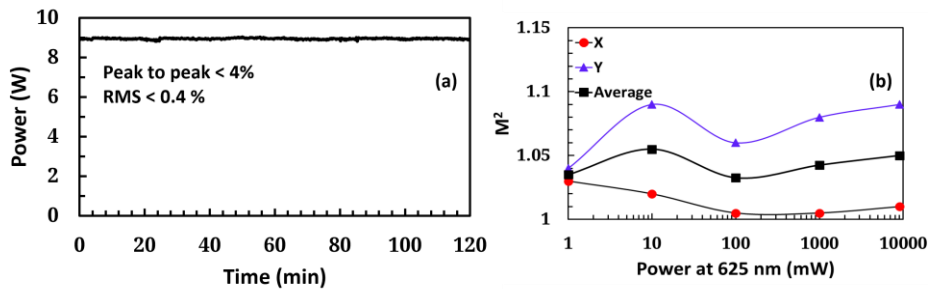 10
8
6
4
2
0
Power (W)
Peak to peak < 4%
RMS < 0.4 %
(a)
0 20 40 60 80 100 120
Time (min)
1.15
1.1
1.05
1
M²
X
Y
Average
(b)
1 10 100 1000 10000
Power at 625 nm (mW)